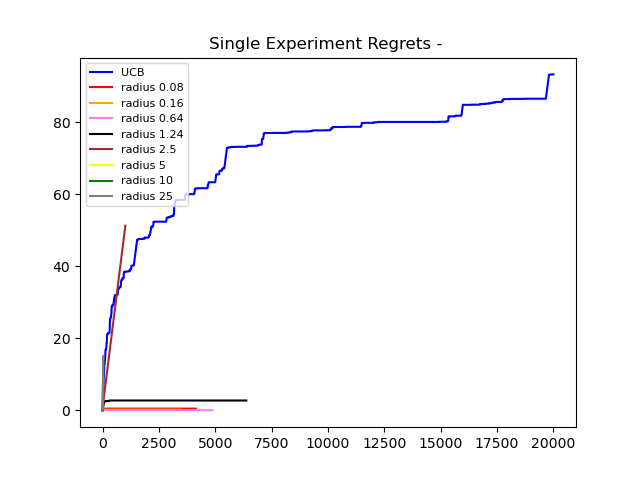 Single Experiment Regrets -
UCB
radius 0.08
radius 0.16
radius 0.64
radius 1.24
radius 2.5
radius 5
radius 10
radius 25
80
60
40
20
0
0 2500 5000 7500 10000 12500 15000 17500 20000